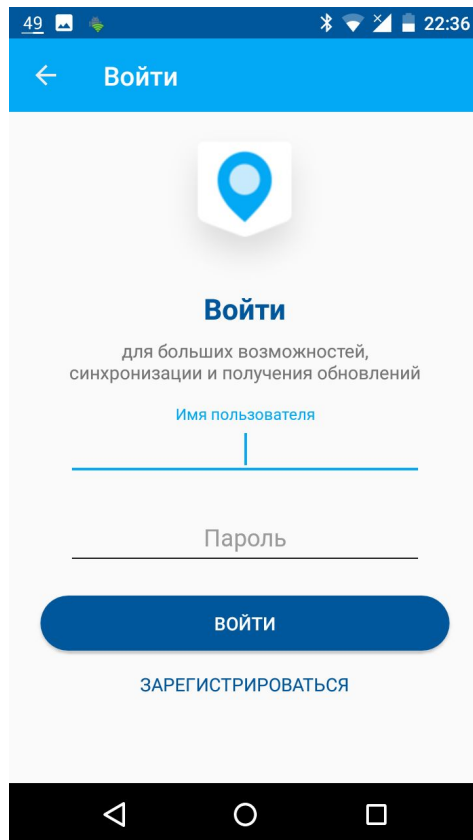 49 22:36
Войти
Войти
для больших возможностей,
синхронизации и получения обновлений
Имя пользователя
Пароль
ВОЙТИ
ЗАРЕГИСТРИРОВАТЬСЯ